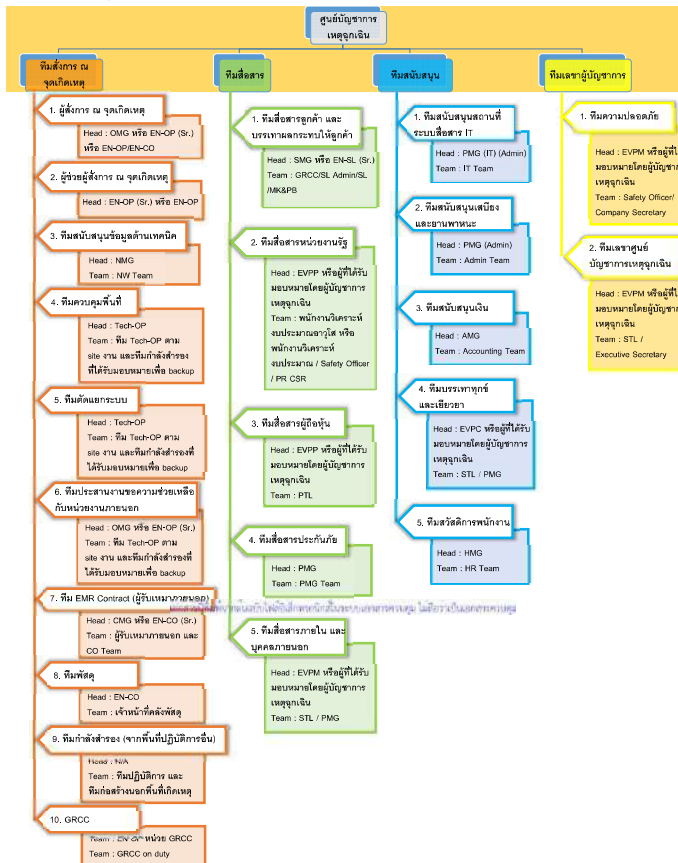 ศูนย์บัญชาการ
เหตุฉุกเฉิน
ทีมสั่งการ ณ
จุดเกิดเหตุ
ทีมสื่อสาร
ทีมสนับสนุน
ทีมเลขาผู้บัญชาการ
1. ผู้สั่งการ ณ จุดเกิดเหตุ
Head : OMG หรือ EN-OP (Sr.)
หรือ EN-OP/EN-CO
2. ผู้ช่วยผู้สั่งการ ณ จุดเกิดเหตุ
Head : EN-OP (Sr.) หรือ EN-OP
3. ทีมสนับสนุนข้อมูลด้านเทคนิค
Head : NMG
Team : NW Team
4. ทีมควบคุมพื้นที่
Head : Tech-OP
Team : ทีม Tech-OP ตาม
site งาน และทีมกำลังสำรอง
ที่ได้รับมอบหมายเพื่อ backup
5. ทีมตัดแยกระบบ
Head : Tech-OP
Team : ทีม Tech-OP ตาม
site งาน และทีมกำลังสำรองที่
ได้รับมอบหมายเพื่อ backup
6. ทีมประสานงานขอความช่วยเหลือ
กับหน่วยงานภายนอก
Head : OMG หรือ EN-OP (Sr.)
Team : ทีม Tech-OP ตาม
site งาน และทีมกำลังสำรองที่
ได้รับมอบหมายเพื่อ backup
7. ทีม EMR Contract (ผู้รับเหมาภายนอก)
Head : CMG หรือ EN-CO (Sr.)
Team : ผู้รับเหมาภายนอก และ
CO Team
8. ทีมพัสดุ
Head : EN-CO
Team : เจ้าหน้าที่คลังพัสดุ
9. ทีมกำลังสำรอง (จากพื้นที่ปฏิบัติการอื่น)
Head : N/A
Team : ทีมปฏิบัติการ และ
ทีมก่อสร้างนอกพื้นที่เกิดเหตุ
10. GRCC
Team : EN-OP หน่วย GRCC
Team : GRCC on duty
1. ทีมสื่อสารลูกค้า และ
บรรเทาผลกระทบให้ลูกค้า
Head : SMG หรือ EN-SL (Sr.)
Team : GRCC/SL Admin/SL
/MK&PB
2. ทีมสื่อสารหน่วยงานรัฐ
Head : EVPP หรือผู้ที่ได้รับ
มอบหมายโดยผู้บัญชาการ
เหตุฉุกเฉิน
Team : พนักงานวิเคราะห์
งบประมาณอาวุโส หรือ
พนักงานวิเคราะห์
งบประมาณ / Safety Officer
/ PR CSR
3. ทีมสื่อสารผู้ถือหุ้น
Head : EVPP หรือผู้ที่ได้รับ
มอบหมายโดยผู้บัญชาการ
เหตุฉุกเฉิน
Team : PTL
4. ทีมสื่อสารประกันภัย
Head : PMG
Team : PMG Team
5. ทีมสื่อสารภายใน และ
บุคคลภายนอก
Head : EVPM หรือผู้ที่ได้รับ
มอบหมายโดยผู้บัญชาการ
เหตุฉุกเฉิน
Team : STL / PMG
1. ทีมสนับสนุนสถานที่
ระบบสื่อสาร IT
Head : PMG (IT) (Admin)
Team : IT Team
2. ทีมสนับสนุนเสบียง
และยานพาหนะ
Head : PMG (Admin)
Team : Admin Team
3. ทีมสนับสนุนเงิน
Head : AMG
Team : Accounting Team
4. ทีมบรรเทาทุกข์
และเยียวยา
Head : EVPC หรือผู้ที่ได้รับ
มอบหมายโดยผู้บัญชาการ
เหตุฉุกเฉิน
Team : STL / PMG
5. ทีมสวัสดิการพนักงาน
Head : HMG
Team : HR Team
1. ทีมความปลอดภัย
Head : EVPM หรือผู้ที่ได้
มอบหมายโดยผู้บัญชาก
เหตุฉุกเฉิน
Team : Safety Officer/
Company Secretary
2. ทีมเลขาศูนย์
บัญชาการเหตุฉุกเฉิน
Head : EVPM หรือผู้ที่ได้
มอบหมายโดยผู้บัญชาก
เหตุฉุกเฉิน
Team : STL /
Executive Secretary